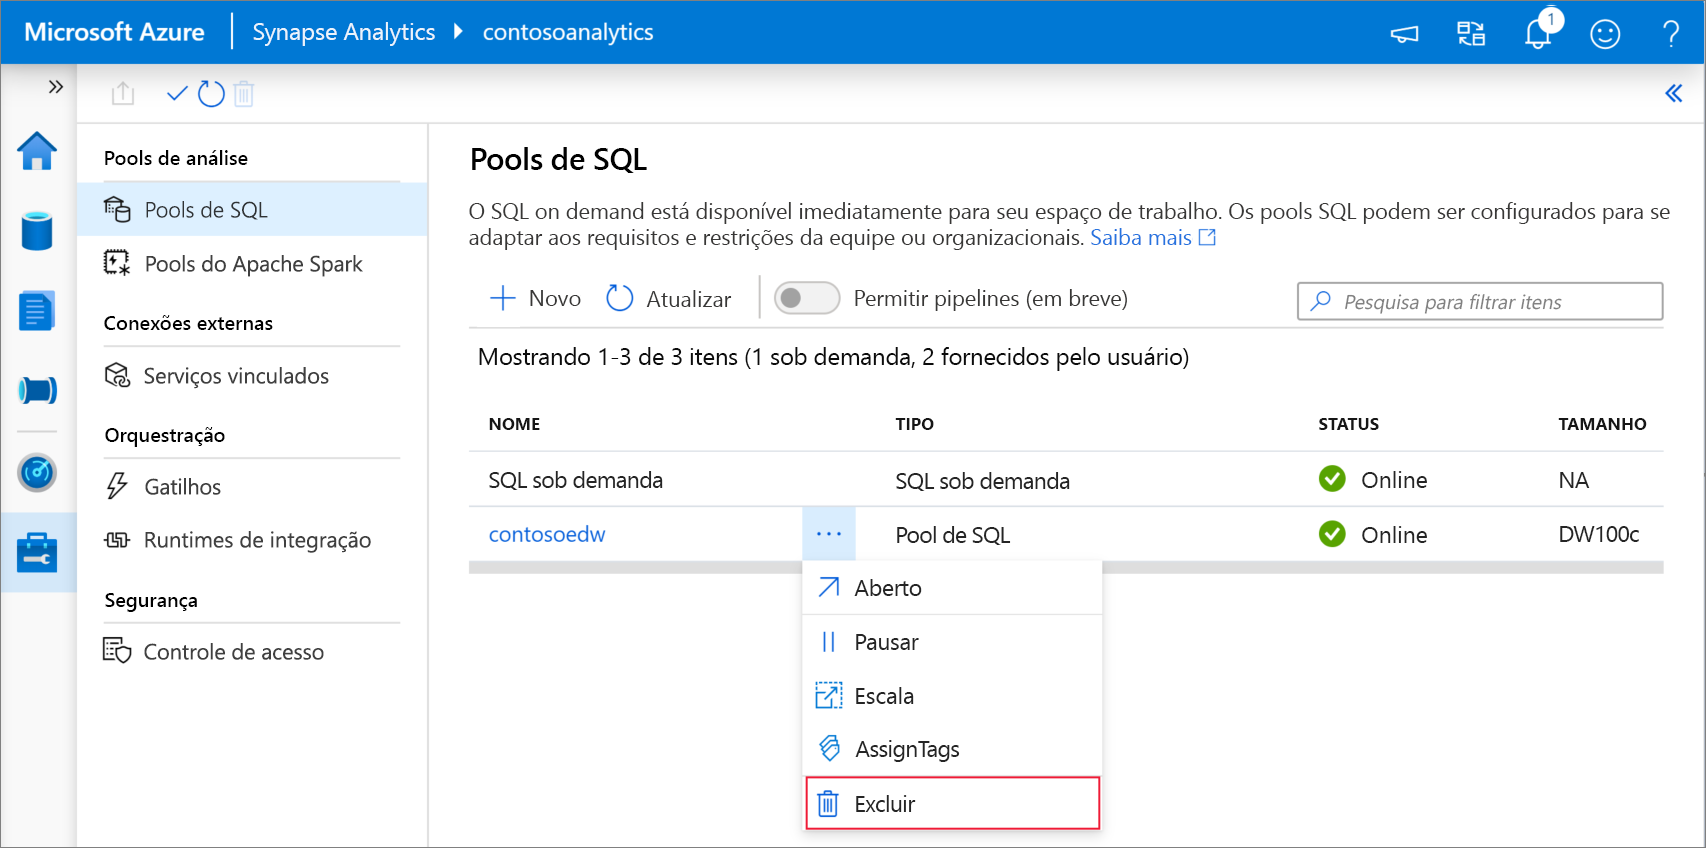 Microsoft Azure
Synapse Analytics
contosoanalytics
1
?
Pools de análise
Pools de SQL
Pools do Apache Spark
Conexões externas
Serviços vinculados
Orquestração
Gatilhos
Runtimes de integração
Segurança
Controle de acesso
Pools de SQL
O SQL on demand está disponível imediatamente para seu espaço de trabalho. Os pools SQL podem ser configurados para se
adaptar aos requisitos e restrições da equipe ou organizacionais. Saiba mais
Novo
Atualizar
Permitir pipelines (em breve)
Pesquisa para filtrar itens
Mostrando 1-3 de 3 itens (1 sob demanda, 2 fornecidos pelo usuário)
NOME TIPO STATUS TAMANHO
SQL sob demanda SQL sob demanda Online NA
contosoedw ··· Pool de SQL Online DW100c
Aberto
Pausar
Escala
AssignTags
Excluir